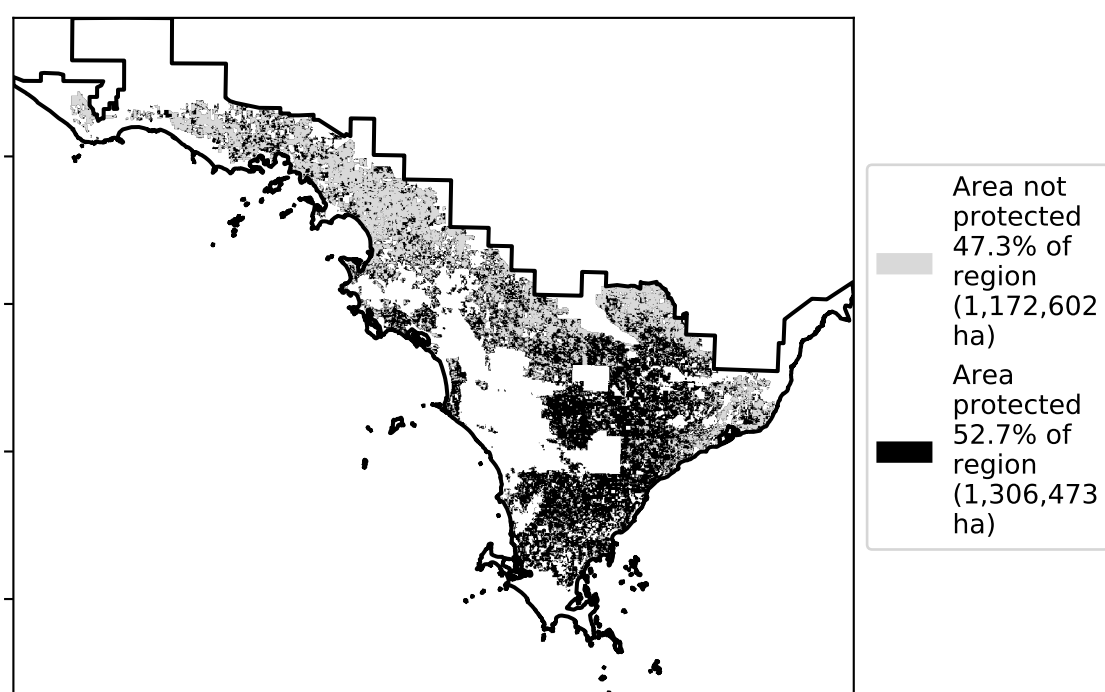 Area not
protected
47.3% of
region
(1,172,602
ha)
Area
protected
52.7% of
region
(1,306,473
ha)